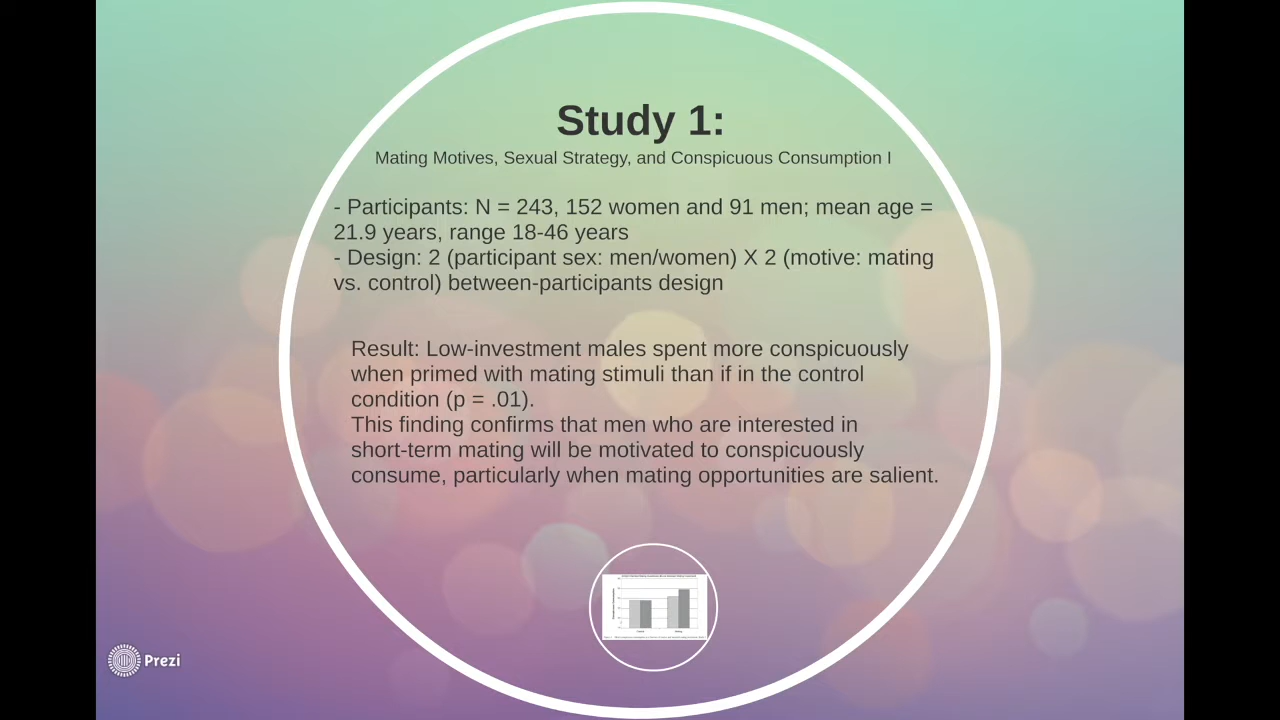 Study 1:
Mating Motives, Sexual Strategy, and Conspicuous Consumption I
- Participants: N = 243, 152 women and 91 men; mean age =
21.9 years, range 18-46 years
- Design: 2 (participant sex: men/women) X 2 (motive: mating
vs. control) between-participants design
Result: Low-investment males spent more conspicuously
when primed with mating stimuli than if in the control
condition (p = .01).
This finding confirms that men who are interested in
short-term mating will be motivated to conspicuously
consume, particularly when mating opportunities are salient.
Prezi